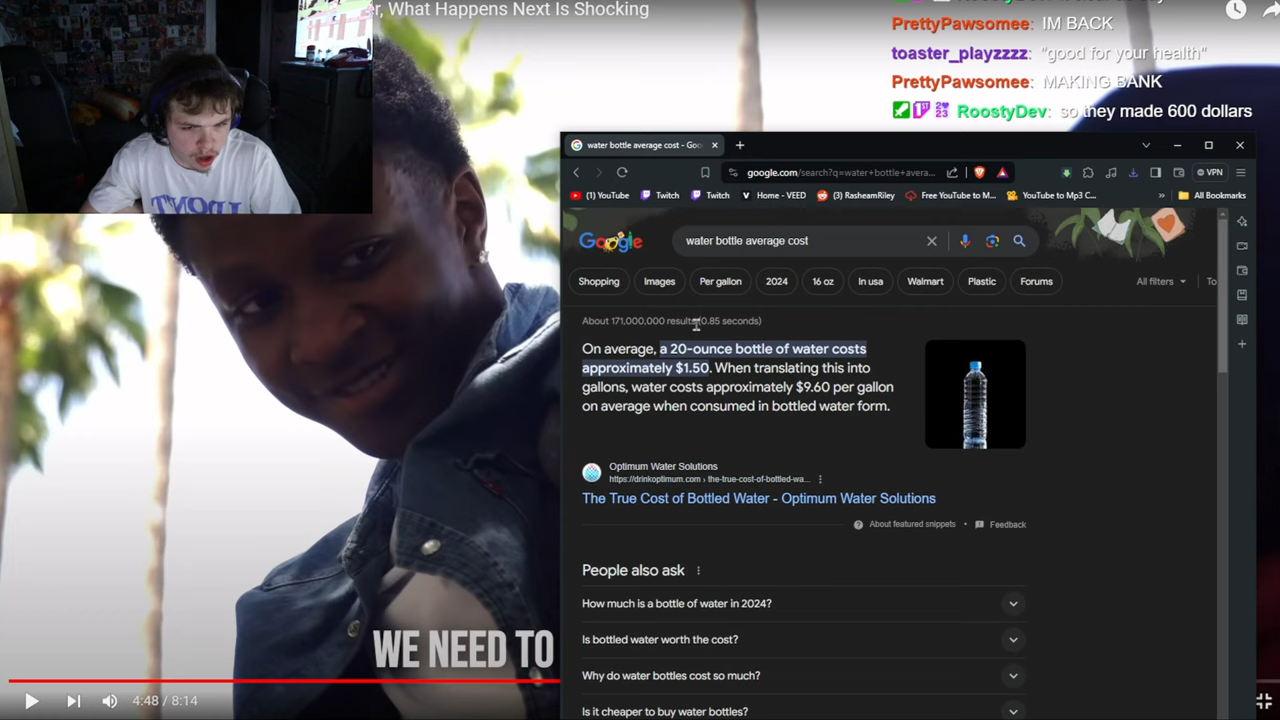 er, What Happens Next Is Shocking
PrettyPawsomee: IM BACK
toaster_playzzzz: "good for your health"
PrettyPawsomee: MAKING BANK
RoostyDev: so they made 600 dollars
water bottle average cost - Goo
google.com/search?q=water+bottle+avera...
VPN
(1) YouTube
Twitch
Twitch
Home - VEED
(3) RasheamRiley
Free YouTube to M...
YouTube to Mp3 C...
»
All Bookmarks
Google
water bottle average cost
Shopping
Images
Per gallon
2024
16 oz
In usa
Walmart
Plastic
Forums
All filters
To
About 171,000,000 results (0.85 seconds)
On average, a 20-ounce bottle of water costs
approximately $1.50. When translating this into
gallons, water costs approximately $9.60 per gallon
on average when consumed in bottled water form.
Optimum Water Solutions
https://drinkoptimum.com › the-true-cost-of-bottled-wa...
The True Cost of Bottled Water - Optimum Water Solutions
About featured snippets
•
Feedback
People also ask
How much is a bottle of water in 2024?
Is bottled water worth the cost?
Why do water bottles cost so much?
Is it cheaper to buy water bottles?
WE NEED TO
4:48 / 8:14